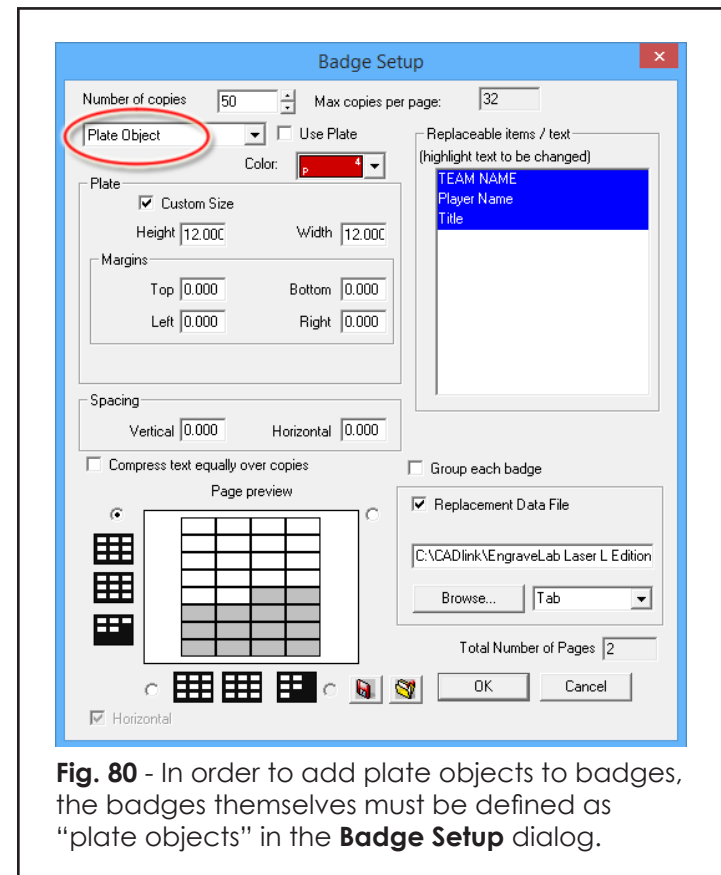 Badge Setup
×
Number of copies 50 Max copies per page: 32
Plate Object Use Plate
Color: P 4
Plate
Custom Size
Height 12.000 Width 12.000
Margins
Top 0.000 Bottom 0.000
Left 0.000 Right 0.000
Spacing
Vertical 0.000 Horizontal 0.000
Replaceable items / text
(highlight text to be changed)
TEAM NAME
Player Name
Title
Compress text equally over copies
Page preview
Horizontal
Group each badge
Replacement Data File
C:\CADlink\EngraveLab Laser L Edition
Browse... Tab
Total Number of Pages 2
OK Cancel
Fig. 80 - In order to add plate objects to badges,
the badges themselves must be defined as
“plate objects” in the Badge Setup dialog.